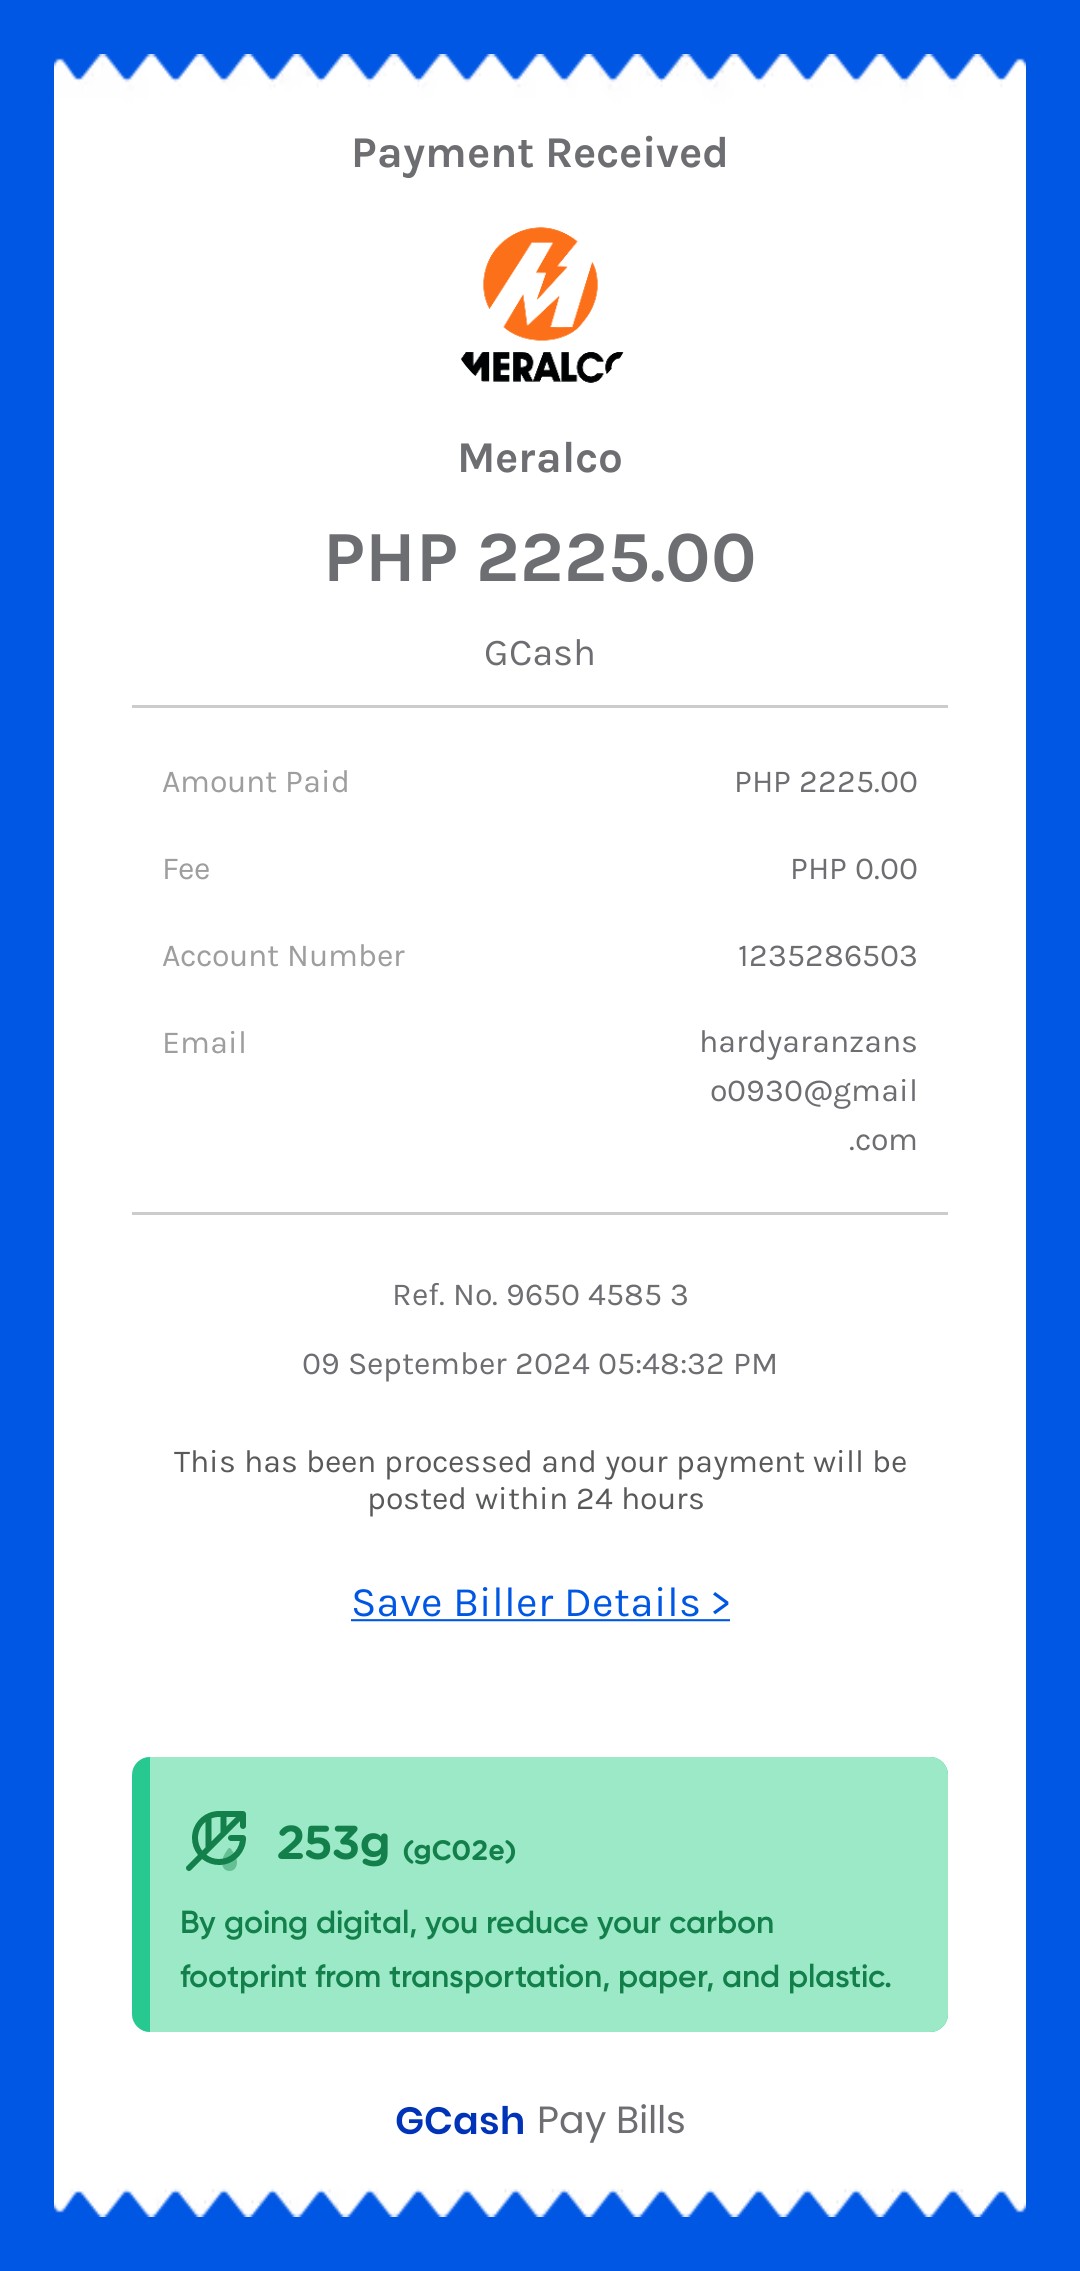 Payment Received
MERALCO
Meralco
PHP 2225.00
GCash
Amount Paid PHP 2225.00
Fee PHP 0.00
Account Number 1235286503
Email hardyaranzans
o0930@gmail
.com
Ref. No. 9650 4585 3
09 September 2024 05:48:32 PM
This has been processed and your payment will be
posted within 24 hours
Save Biller Details >
253g (gC02e)
By going digital, you reduce your carbon
footprint from transportation, paper, and plastic.
GCash Pay Bills